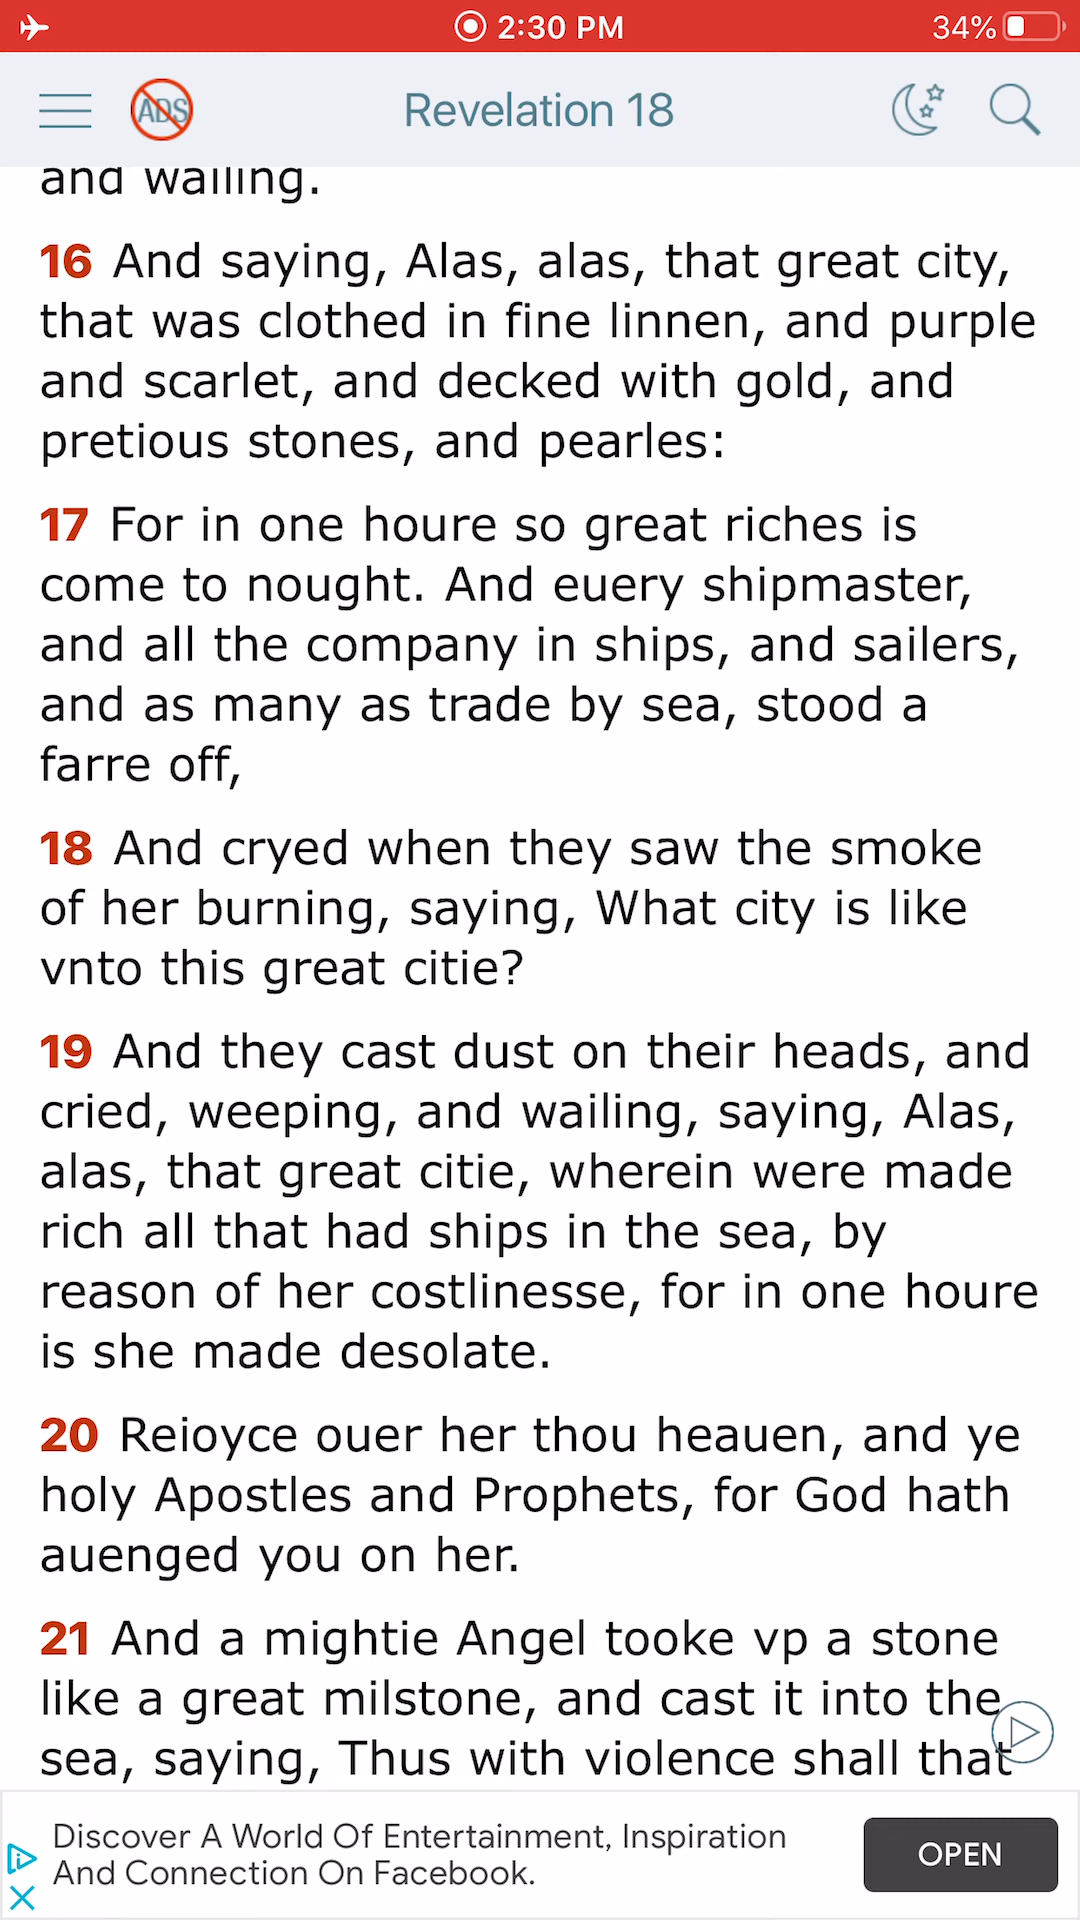 2:30 PM
34%
ADS
Revelation 18
and wailing.
16 And saying, Alas, alas, that great city,
that was clothed in fine linnen, and purple
and scarlet, and decked with gold, and
pretious stones, and pearles:
17 For in one houre so great riches is
come to nought. And euery shipmaster,
and all the company in ships, and sailers,
and as many as trade by sea, stood a
farre off,
18 And cryed when they saw the smoke
of her burning, saying, What city is like
vnto this great citie?
19 And they cast dust on their heads, and
cried, weeping, and wailing, saying, Alas,
alas, that great citie, wherein were made
rich all that had ships in the sea, by
reason of her costlinesse, for in one houre
is she made desolate.
20 Reioyce ouer her thou heauen, and ye
holy Apostles and Prophets, for God hath
auenged you on her.
21 And a mightie Angel tooke vp a stone
like a great milstone, and cast it into the
sea, saying, Thus with violence shall that
Discover A World Of Entertainment, Inspiration
And Connection On Facebook.
OPEN